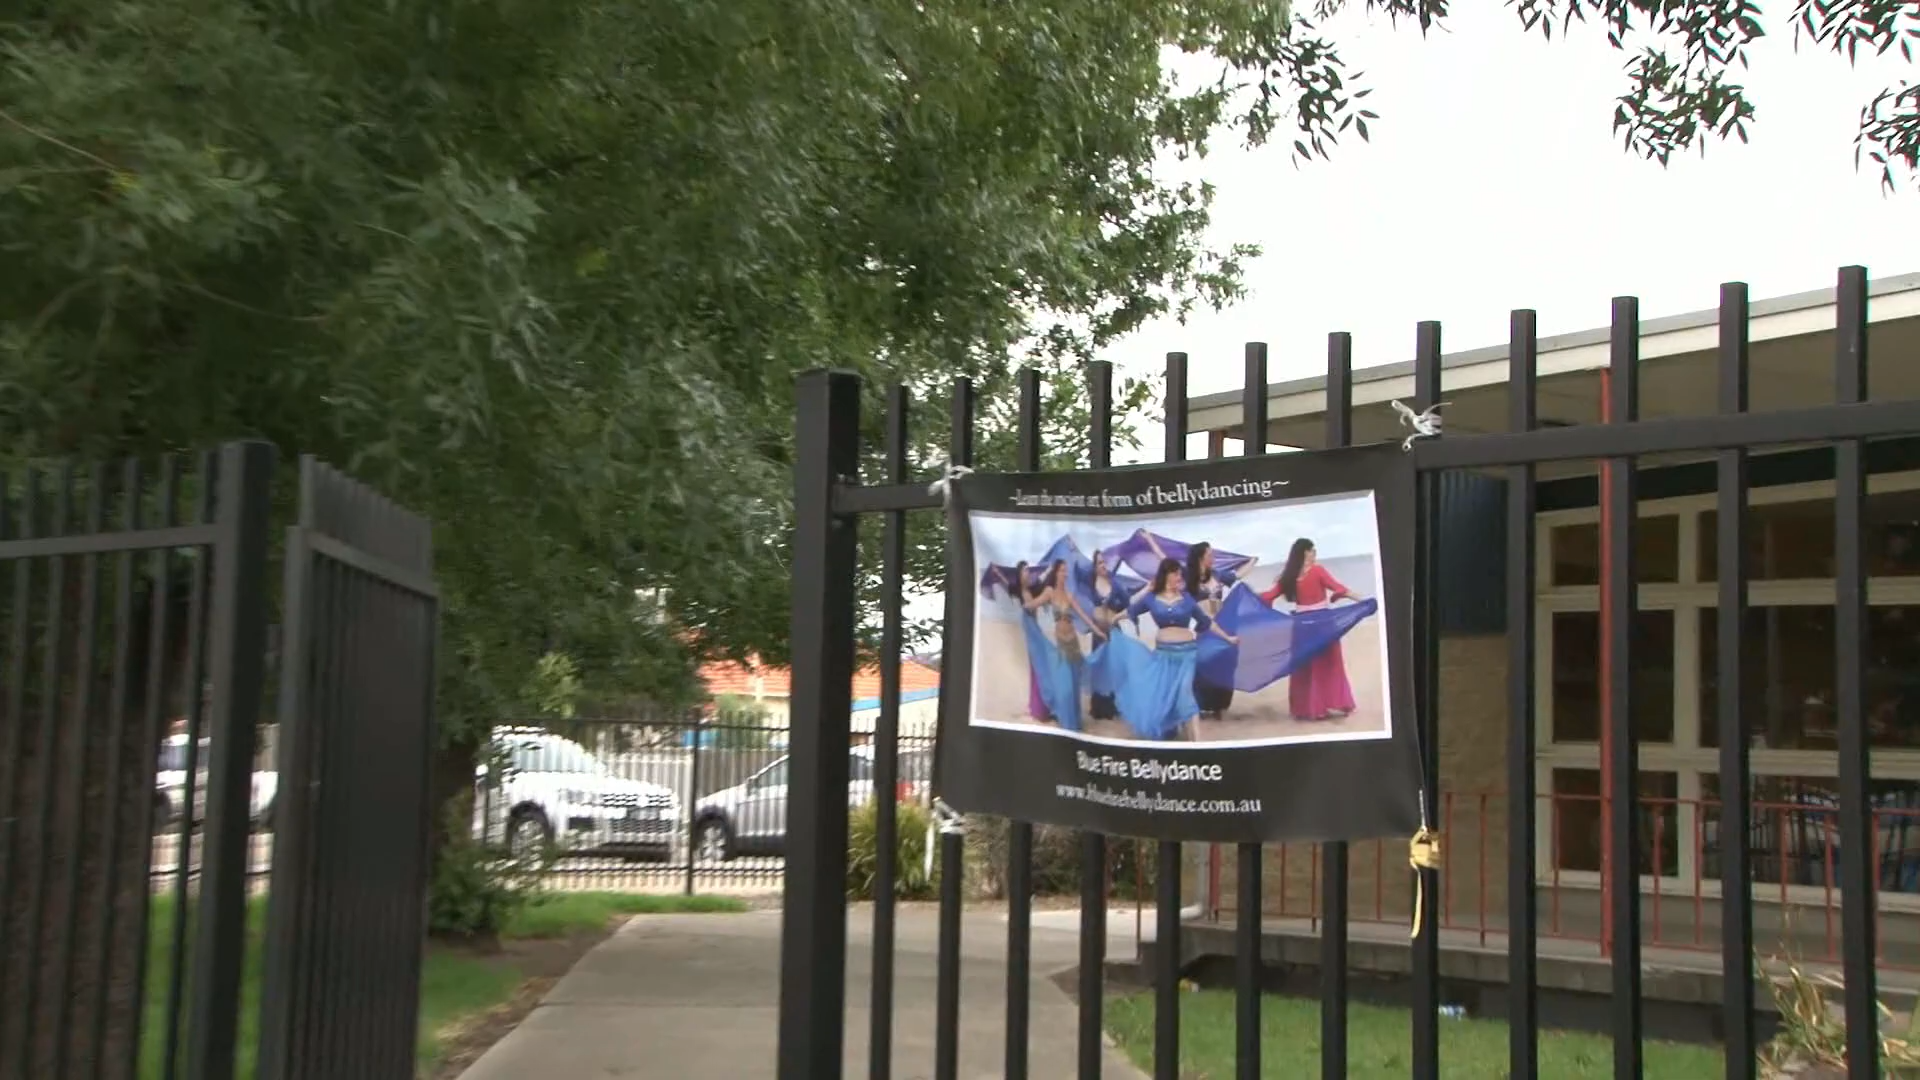 ~Learn the ancient art form of bellydancing~
Blue Fire Bellydance
www.bluefirebellydance.com.au